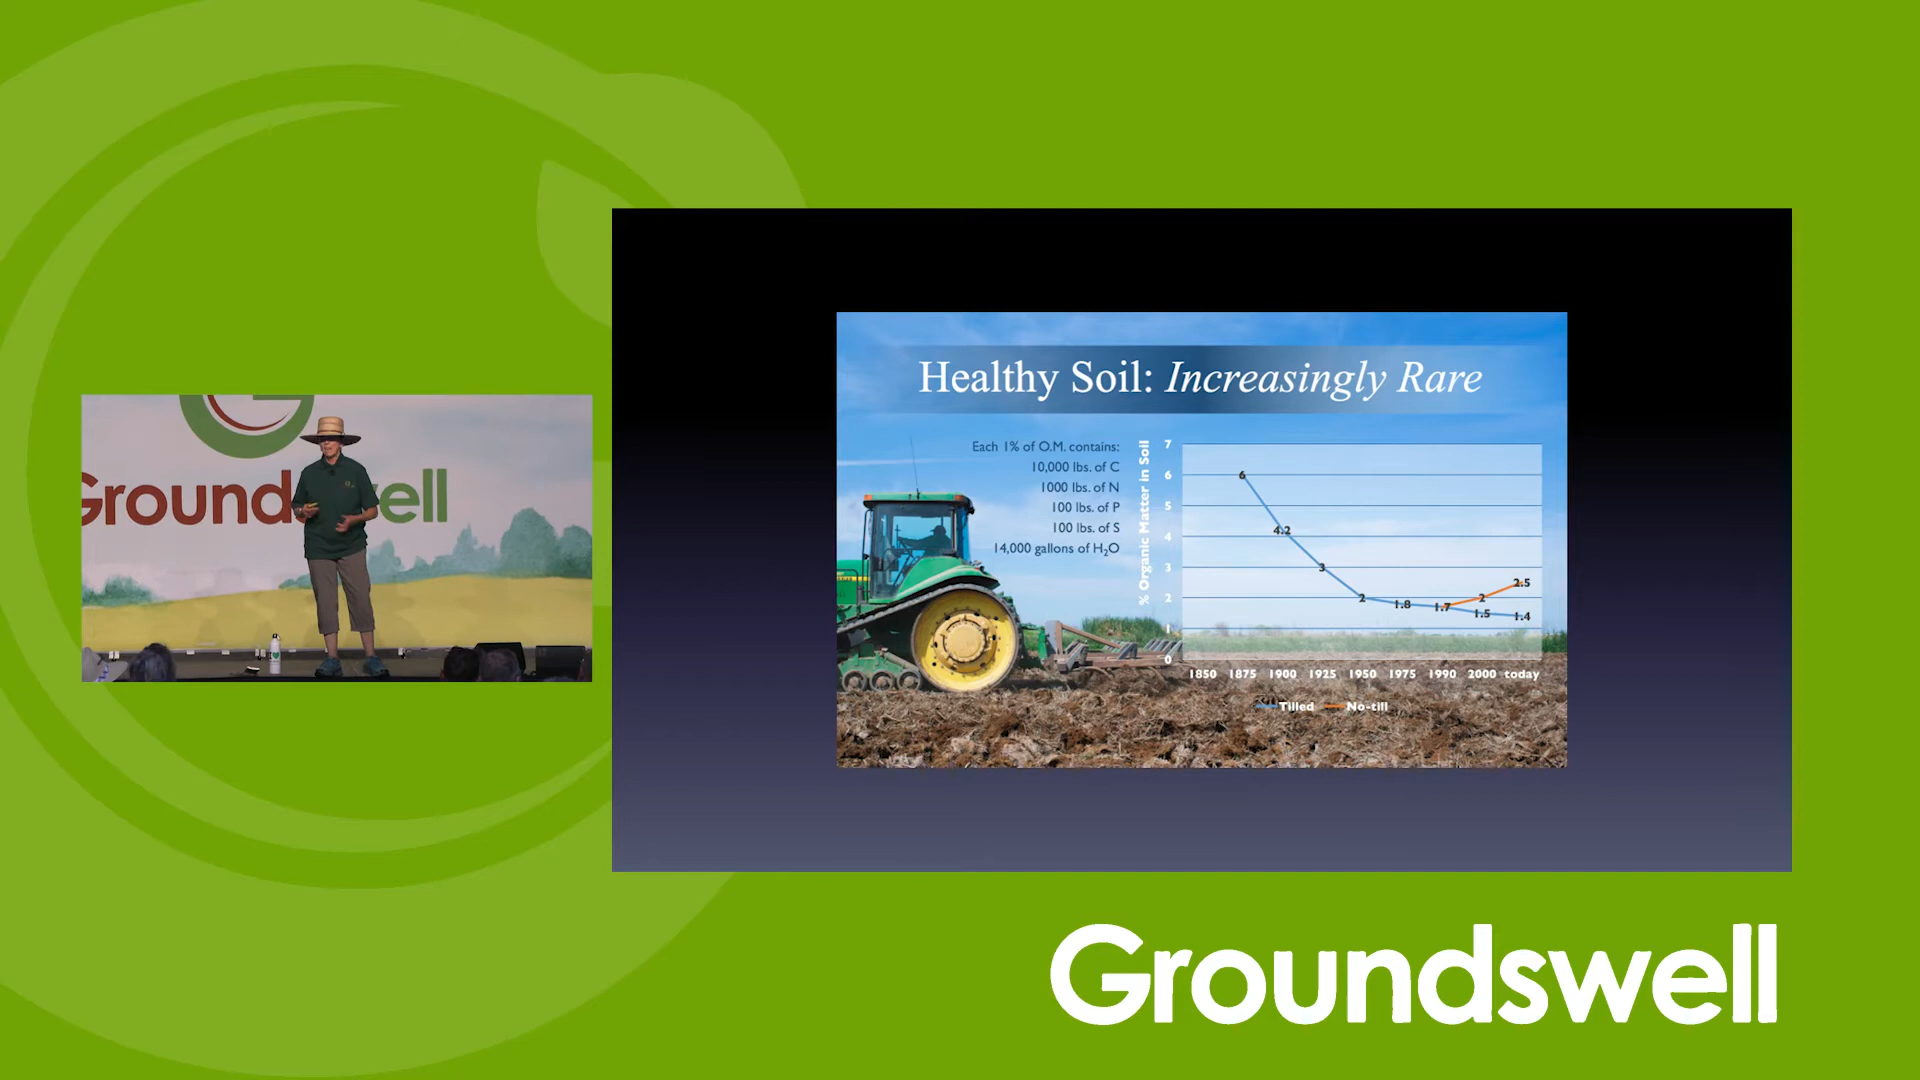 Groundswell
Healthy Soil: Increasingly Rare
Each 1% of O.M. contains:
10,000 lbs. of C
1000 lbs. of N
100 lbs. of P
100 lbs. of S
14,000 gallons of H₂O
% Organic Matter in Soil
7
6
5
4
3
2
1
0
6
4.2
3
2
1.8
1.7
2
2.5
1.5
1.4
1850 1875 1900 1925 1950 1975 1990 2000 today
Tilled No-till
Groundswell